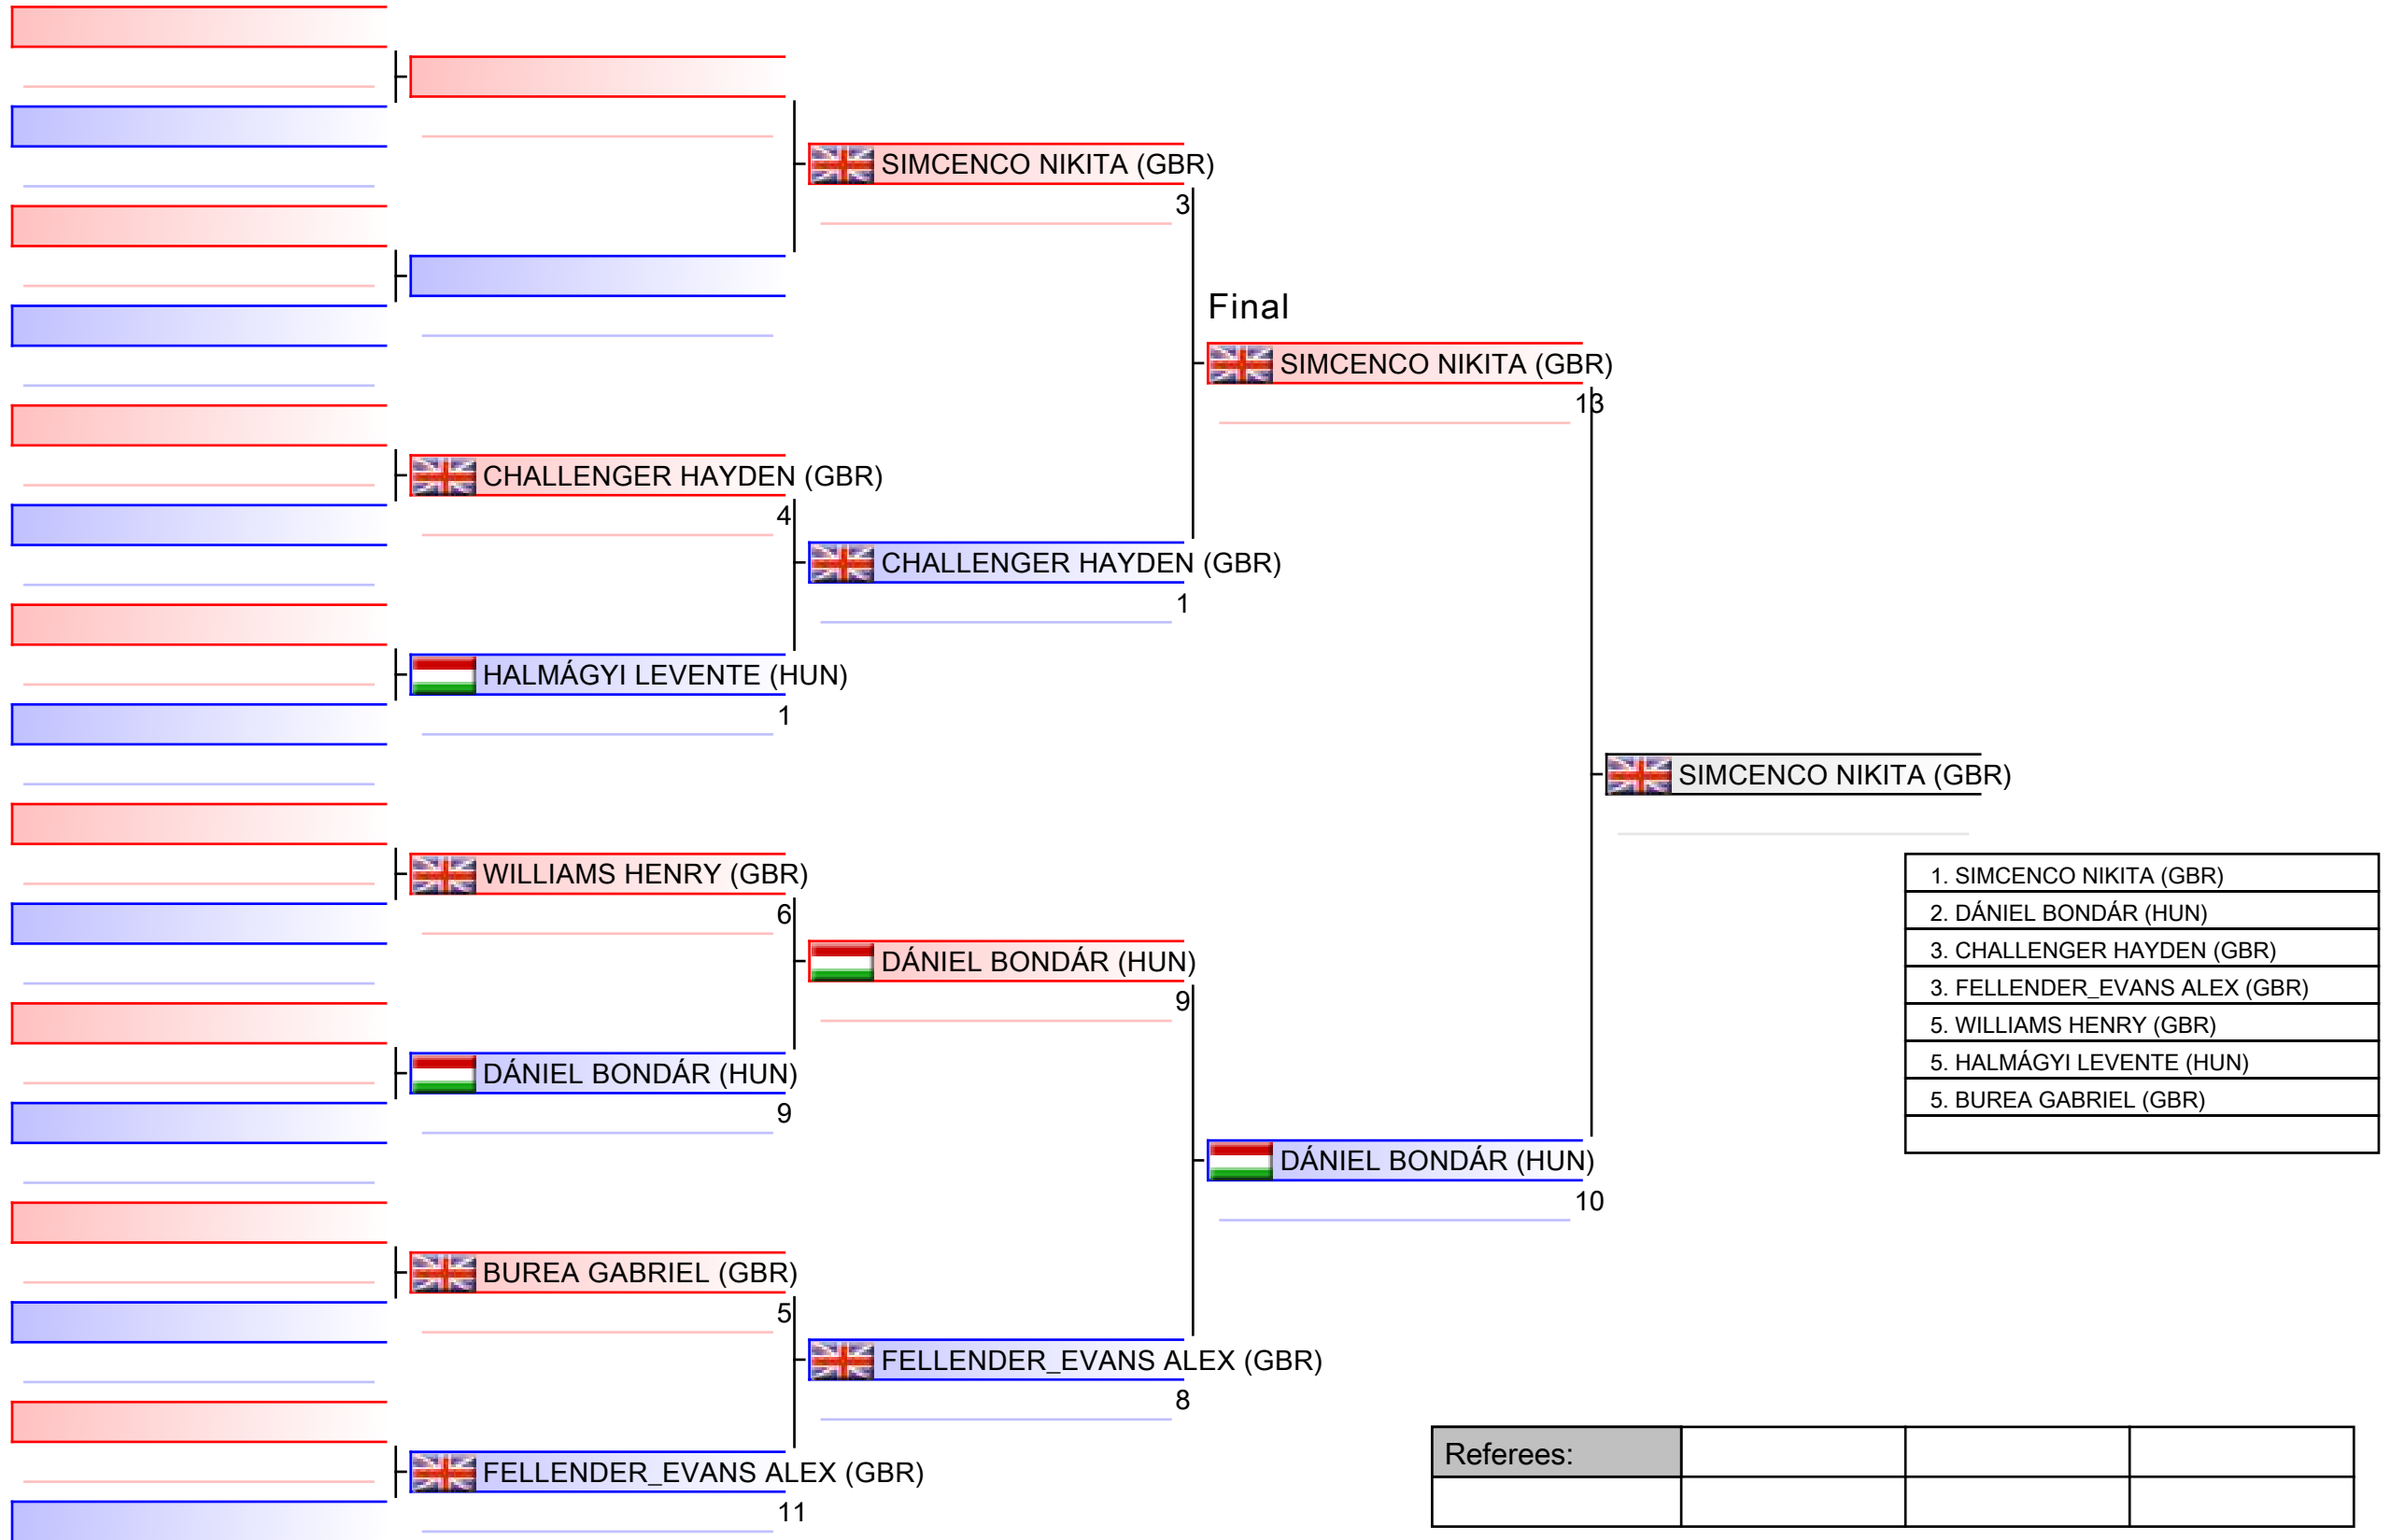 SIMCENCO NIKITA (GBR)
3
Final
SIMCENCO NIKITA (GBR)
13
CHALLENGER HAYDEN (GBR)
4
CHALLENGER HAYDEN (GBR)
1
HALMÁGYI LEVENTE (HUN)
1
SIMCENCO NIKITA (GBR)
WILLIAMS HENRY (GBR)
6
DÁNIEL BONDÁR (HUN)
9
DÁNIEL BONDÁR (HUN)
9
DÁNIEL BONDÁR (HUN)
10
BUREA GABRIEL (GBR)
5
FELLENDER_EVANS ALEX (GBR)
8
FELLENDER_EVANS ALEX (GBR)
11
1. SIMCENCO NIKITA (GBR)
2. DÁNIEL BONDÁR (HUN)
3. CHALLENGER HAYDEN (GBR)
3. FELLENDER_EVANS ALEX (GBR)
5. WILLIAMS HENRY (GBR)
5. HALMÁGYI LEVENTE (HUN)
5. BUREA GABRIEL (GBR)
Referees: